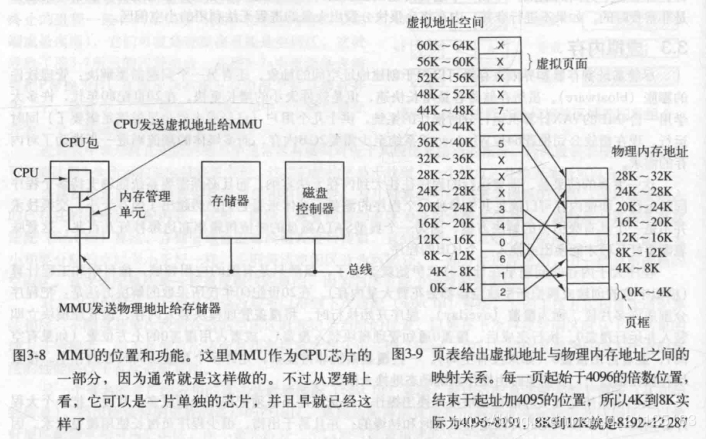 虚拟地址空间
60K~64K X
56K~60K X } 虚拟页面
52K~56K X
48K~52K X
44K~48K 7
40K~44K X
36K~40K 5
32K~36K X
28K~32K X
24K~28K X
20K~24K 3
16K~20K 4
12K~16K 0
8K~12K 6
4K~8K 1
0K~4K 2
物理内存地址
28K~32K
24K~28K
20K~24K
16K~20K
12K~16K
8K~12K
4K~8K
}0K~4K
页框
CPU发送虚拟地址给MMU
CPU包
CPU
内存管理
单元
存储器
磁盘
控制器
总线
MMU发送物理地址给存储器
图3-8 MMU的位置和功能。这里MMU作为CPU芯片的
一部分，因为通常就是这样做的。不过从逻辑上
看，它可以是一片单独的芯片，并且早就已经这
样了
图3-9 页表给出虚拟地址与物理内存地址之间的
映射关系。每一页起始于4096的倍数位置，
结束于起址加4095的位置，所以4K到8K实
际为4096~8191，8K到12K就是8192~12287